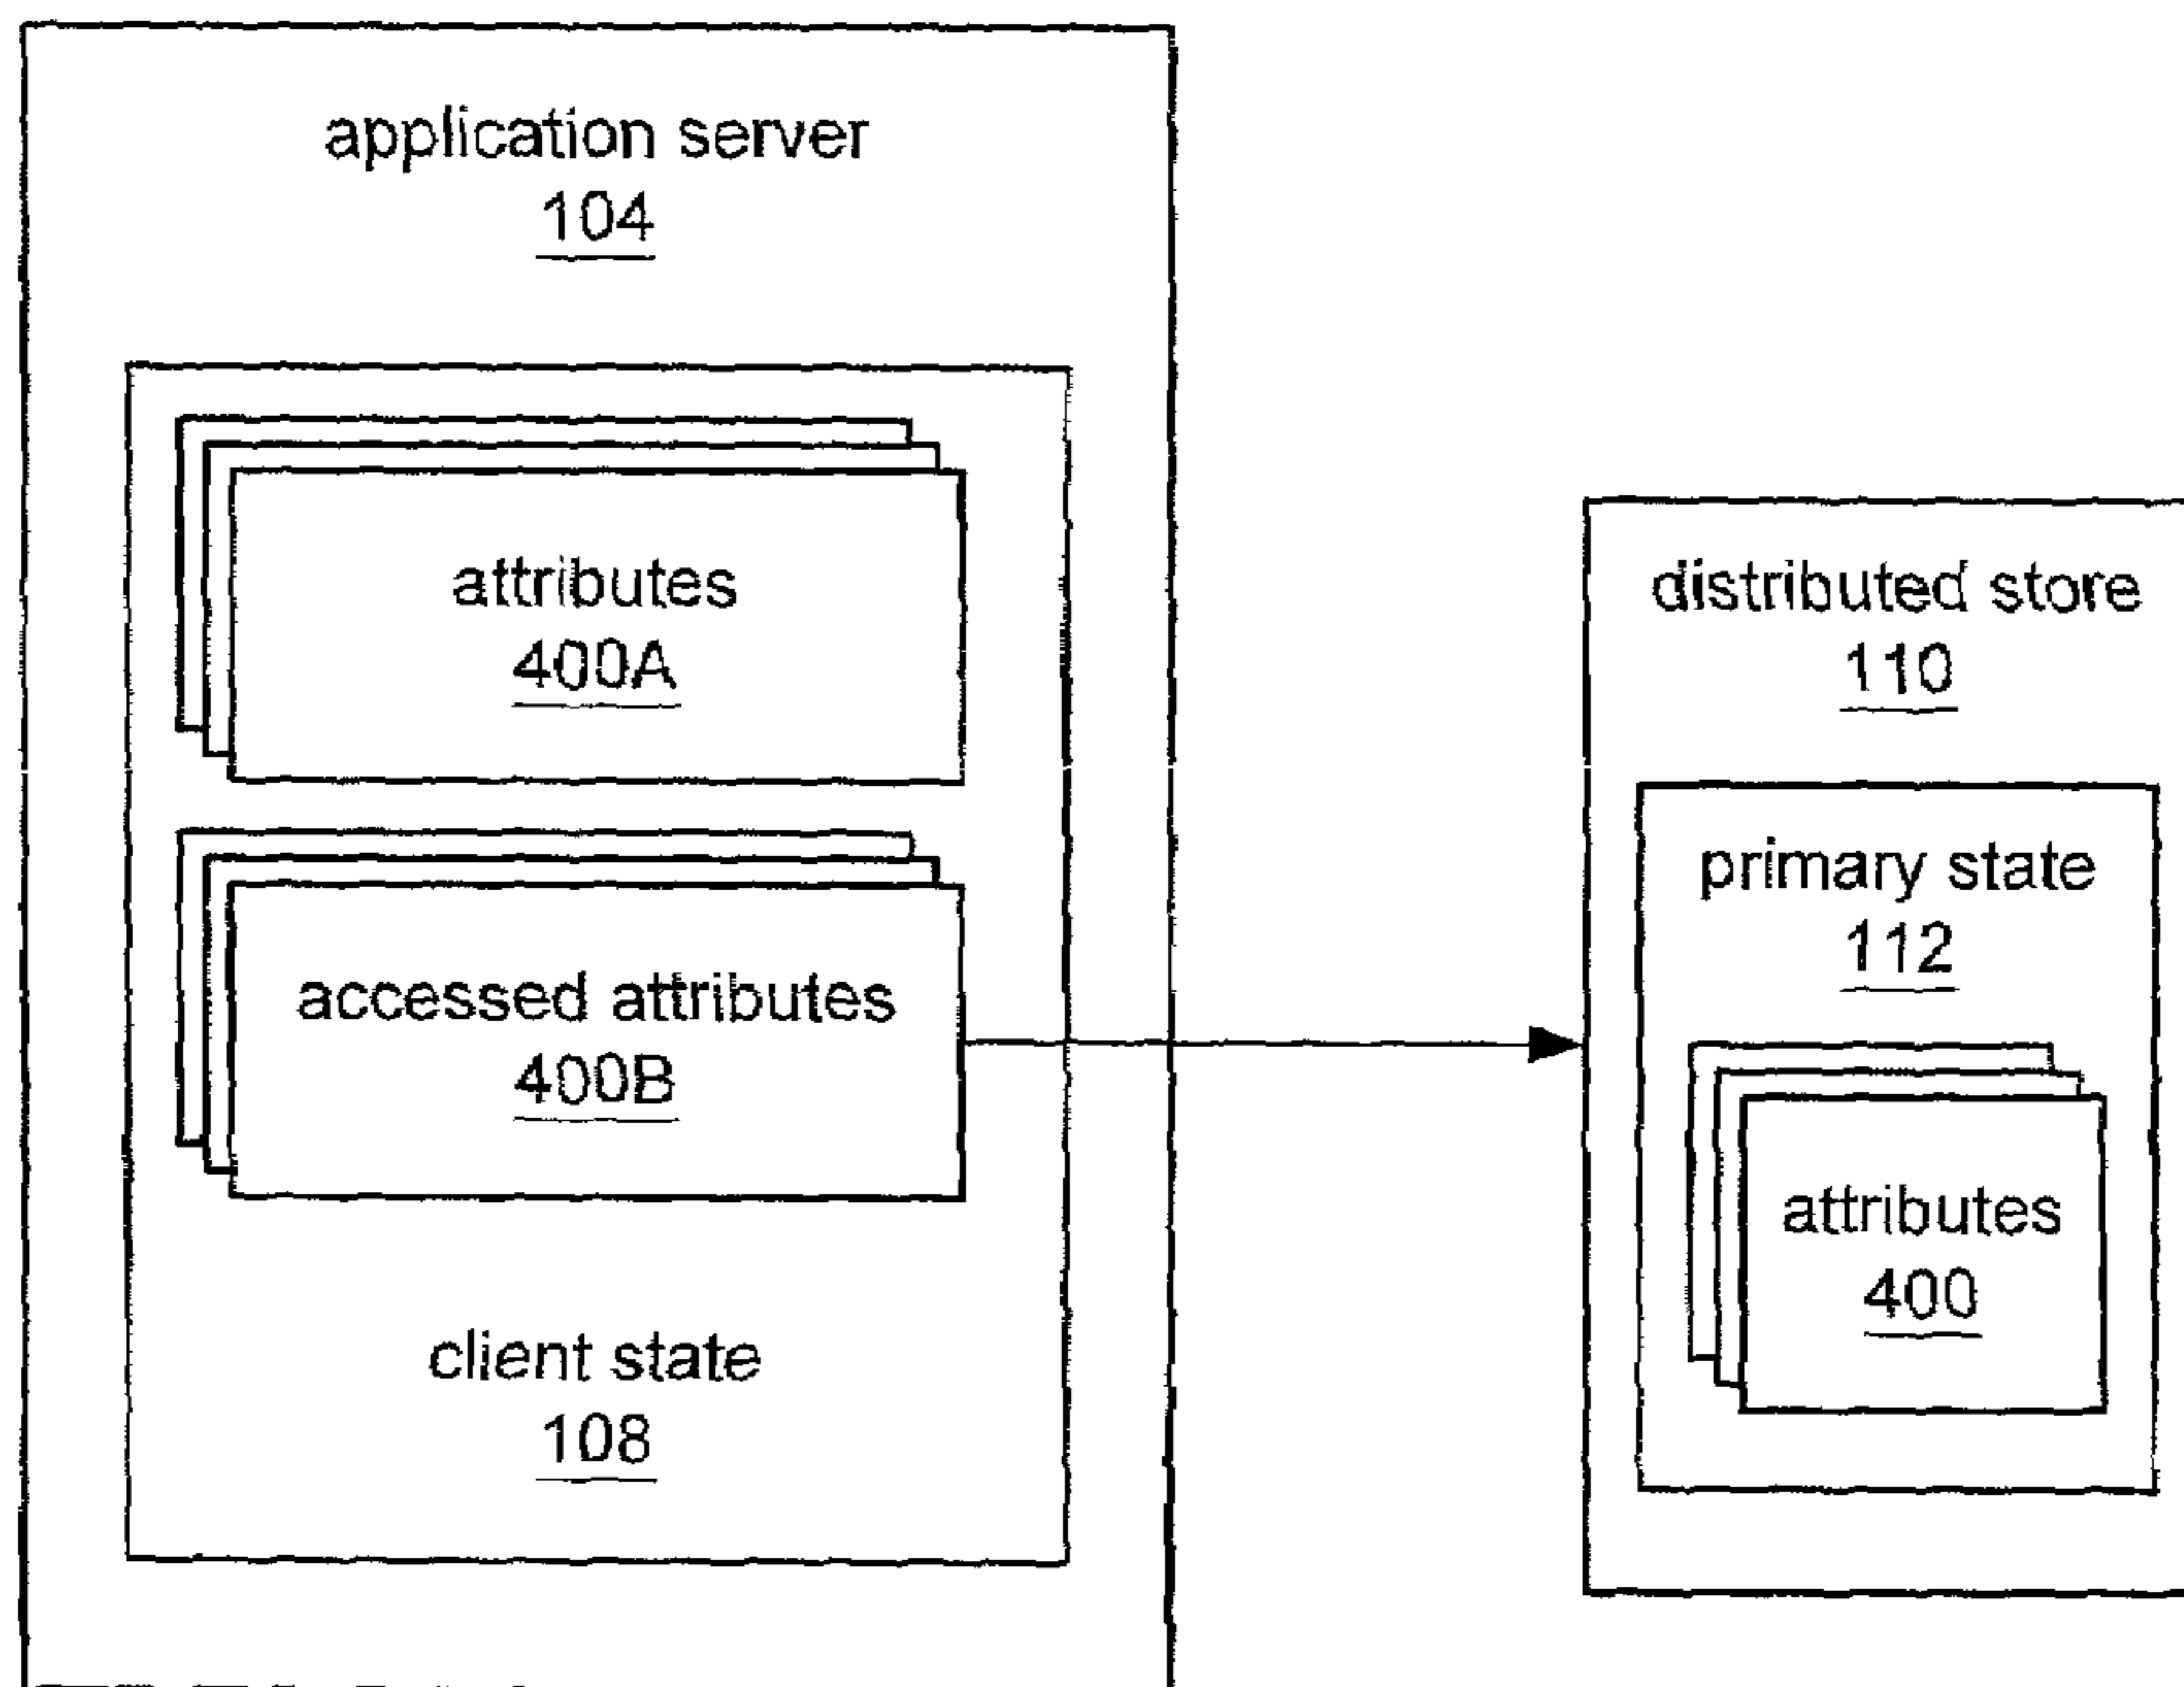 application server
104
attributes
400A
accessed attributes
400B
client state
108
distributed store
110
primary state
112
attributes
400